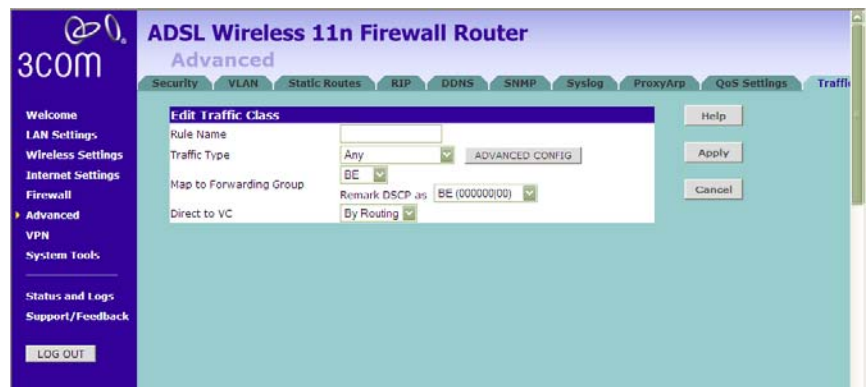 3COM
ADSL Wireless 11n Firewall Router
Advanced
Security VLAN Static Routes RIP DDNS SNMP Syslog ProxyArp QoS Settings Traffi
Welcome
LAN Settings
Wireless Settings
Internet Settings
Firewall
Advanced
VPN
System Tools
Status and Logs
Support/Feedback
LOG OUT
Edit Traffic Class
Rule Name
Traffic Type Any ADVANCED CONFIG
Map to Forwarding Group BE
Remark DSCP as BE (000000|00)
Direct to VC By Routing
Help
Apply
Cancel